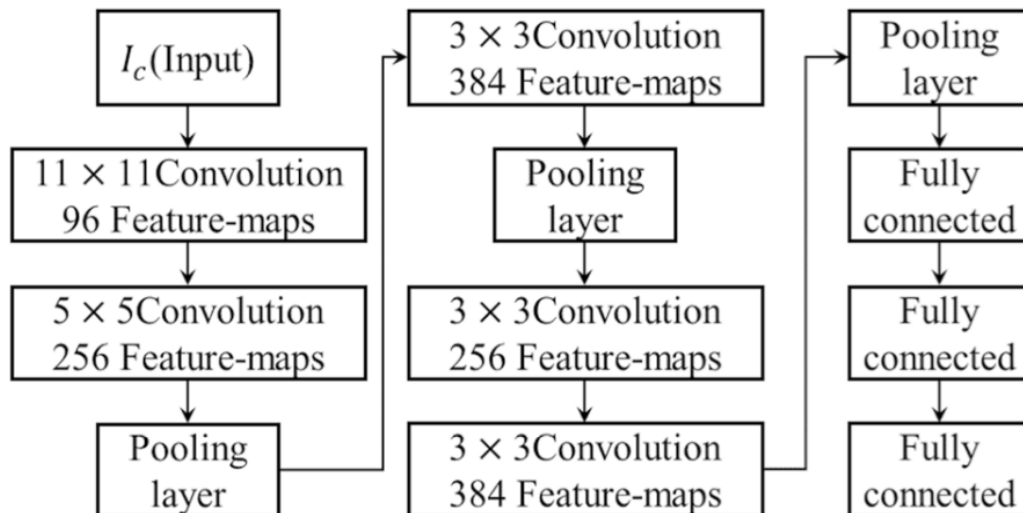 I_c(Input)
11 × 11Convolution
96 Feature-maps
5 × 5Convolution
256 Feature-maps
Pooling
layer
3 × 3Convolution
384 Feature-maps
Pooling
layer
3 × 3Convolution
256 Feature-maps
3 × 3Convolution
384 Feature-maps
Pooling
layer
Fully
connected
Fully
connected
Fully
connected